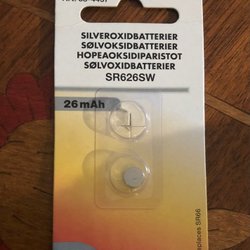 SILVEROXIDBATTERIER
SØLVOKSIDBATTERIER
HOPEAOKSIDIPARISTOT
SØLVOXIDBATTERIER
SR626SW
26 mAh